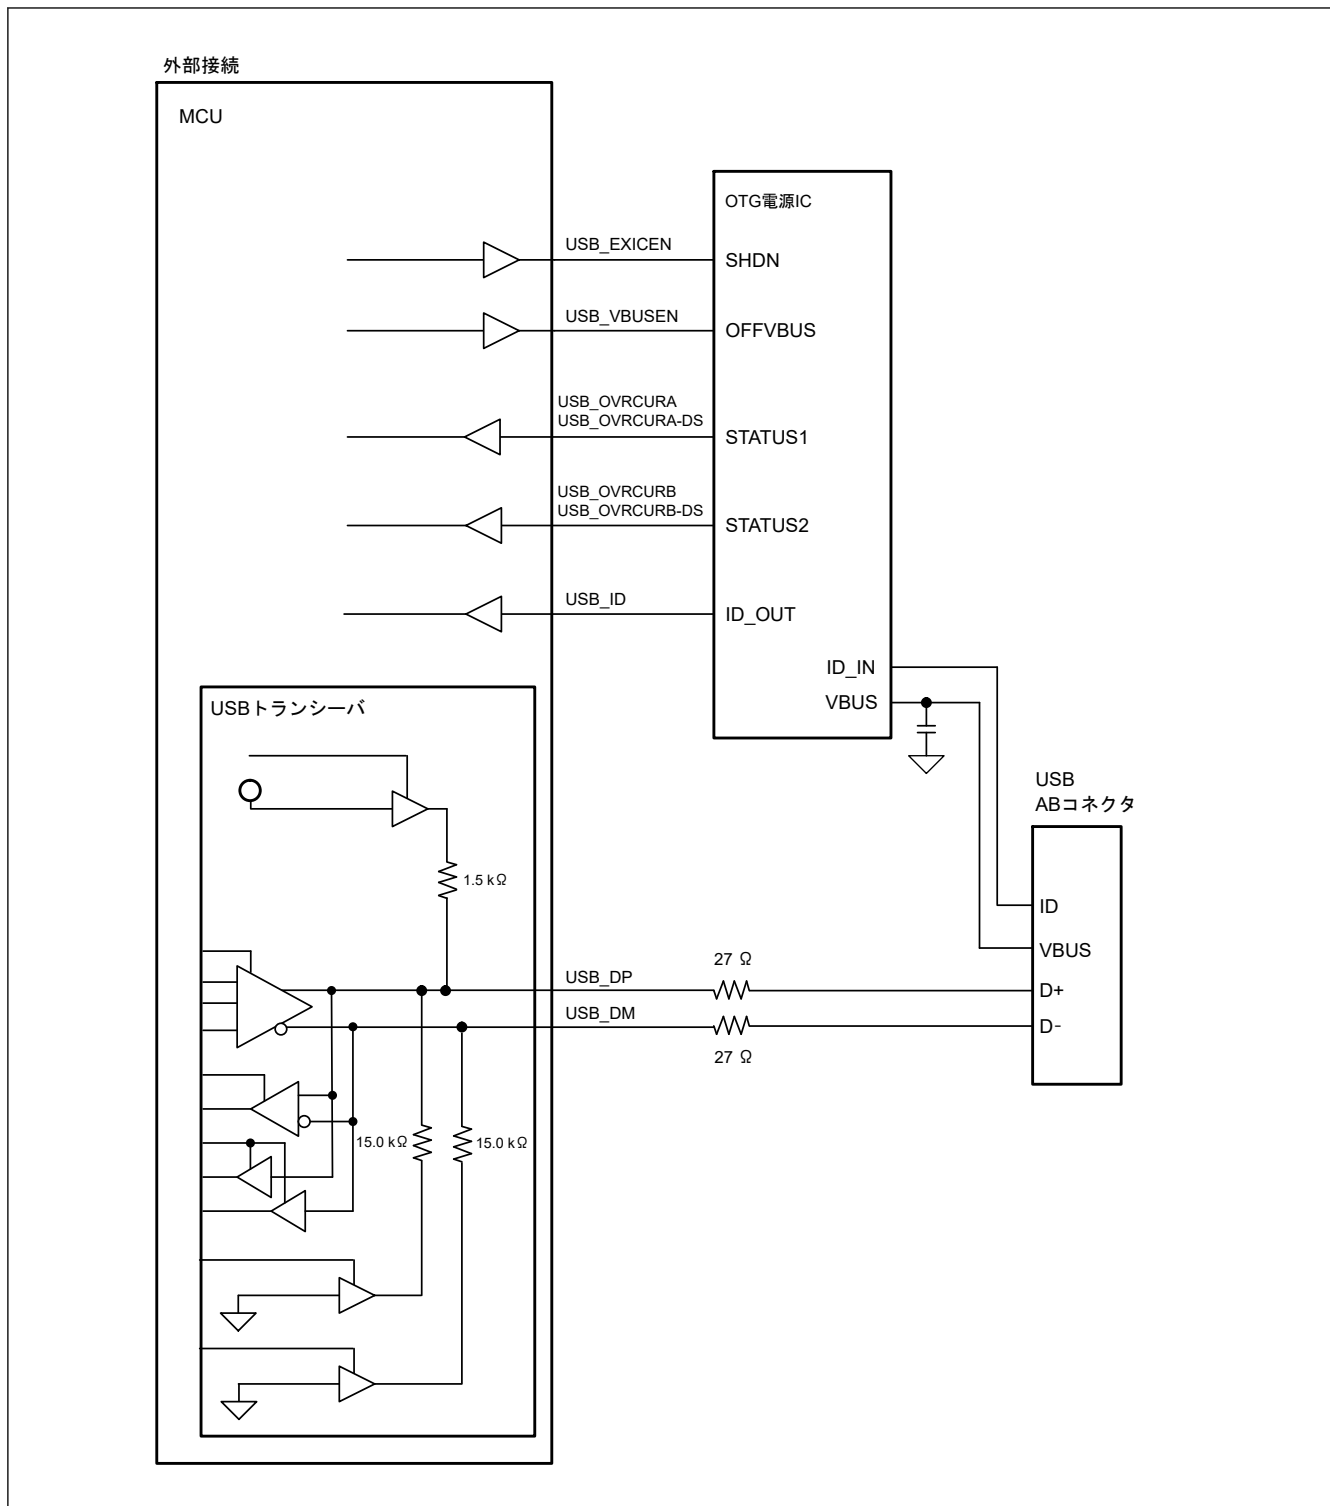 外部接続
MCU
OTG電源IC
USB_EXICEN
SHDN
USB_VBUSEN
OFFVBUS
USB_OVRCURA
USB_OVRCURA-DS
STATUS1
USB_OVRCURB
USB_OVRCURB-DS
STATUS2
USB_ID
ID_OUT
ID_IN
VBUS
USBトランシーバ
USB
ABコネクタ
1.5 kΩ
ID
VBUS
27 Ω
USB_DP
D+
USB_DM
D-
27 Ω
15.0 kΩ
15.0 kΩ